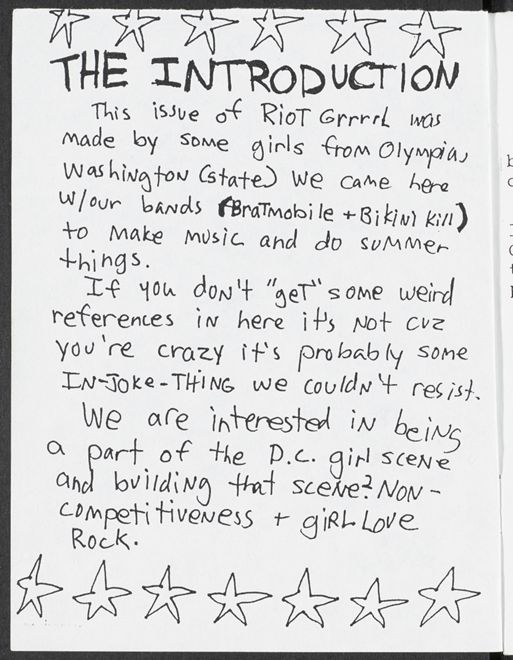 THE INTRODUCTION
This issue of RioT GrrrrL was
made by some girls from Olympia,
Washington (state) We came here
w/our bands (BraTmobile + Bikini Kill)
to make music and do summer
things.
If you don't "geT" some weird
references in here it's not cuz
you're crazy it's probably some
IN-JOKE-THING we couldn't resist.
We are interested in being
a part of the D.C. girl scene
and building that scene? NON-
competitiveness + giRL Love
Rock.